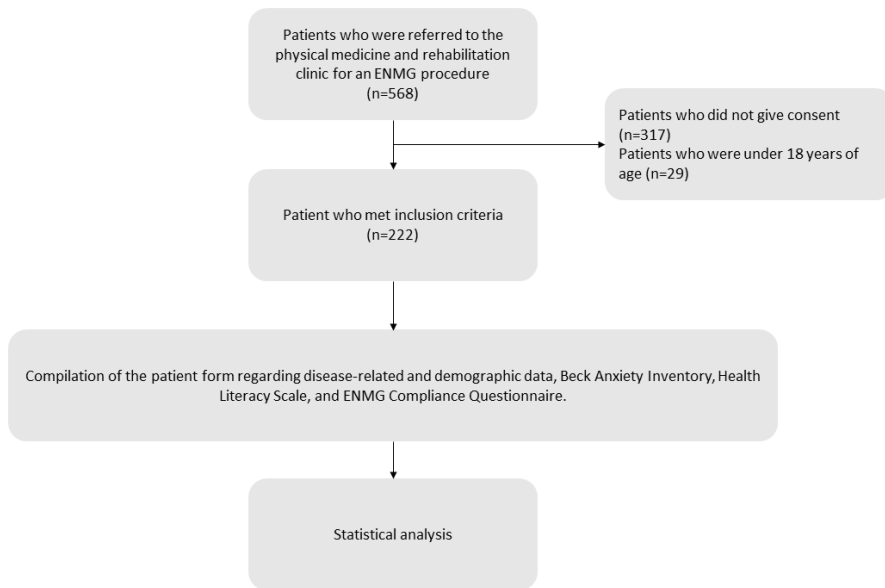 Patients who were referred to the
physical medicine and rehabilitation
clinic for an ENMG procedure
(n=568)
Patients who did not give consent
(n=317)
Patients who were under 18 years of
age (n=29)
Patient who met inclusion criteria
(n=222)
Compilation of the patient form regarding disease-related and demographic data, Beck Anxiety Inventory, Health
Literacy Scale, and ENMG Compliance Questionnaire.
Statistical analysis